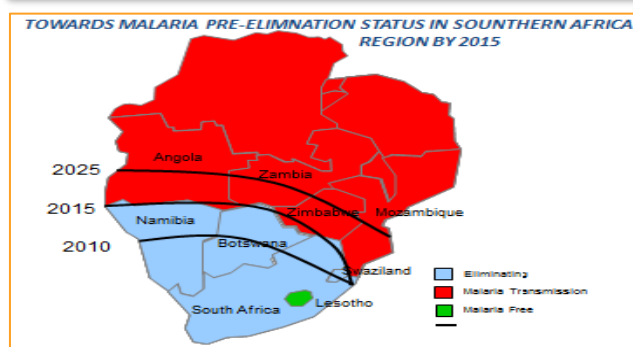 TOWARDS MALARIA PRE-ELIMNATION STATUS IN SOUNTHERN AFRICA
REGION BY 2015
Angola
2025
Zambia
2015
Zimbabwe
Mozambique
Namibia
2010
Botswana
Swaziland
Eliminating
Malaria Transmission
South Africa
Lesotho
Malaria Free